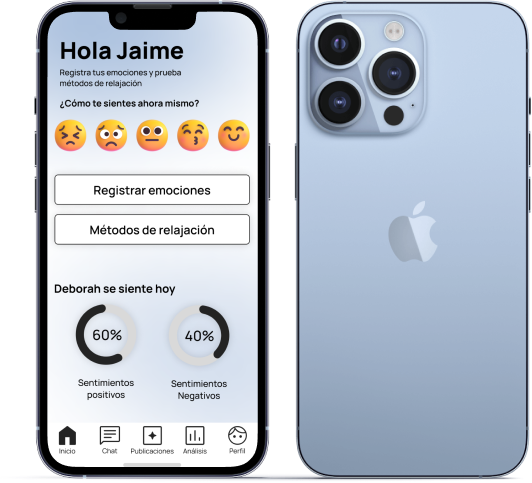 Hola Jaime
Registra tus emociones y prueba
métodos de relajación
¿Cómo te sientes ahora mismo?
Registrar emociones
Métodos de relajación
Deborah se siente hoy
60%
40%
Sentimientos
positivos
Sentimientos
Negativos
Inicio
Chat
Publicaciones
Análisis
Perfil